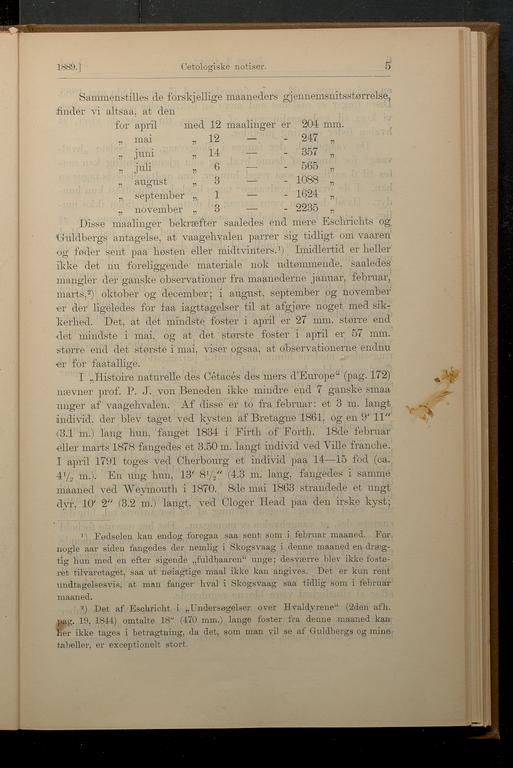 1889.] Cetologiske notiser. 5
Sammenstilles de forskjellige maaneders gjennemsnitsstørrelse,
finder vi altsaa, at den
for april med 12 maalinger er 204 mm.
„ mai „ 12 — - 247 „
„ juni „ 14 — - 357 „
„ juli „ 6 — - 565 „
„ august „ 3 — - 1088 „
„ september „ 1 — - 1624 „
„ november „ 3 — - 2235 „
Disse maalinger bekræfter saaledes end mere Eschrichts og
Guldbergs antagelse, at vaagehvalen parrer sig tidligt om vaaren
og føder sent paa høsten eller midtvinters.¹) Imidlertid er heller
ikke det nu foreliggende materiale nok udtømmende, saaledes
mangler der ganske observationer fra maanederne januar, februar,
marts,²) oktober og december; i august, september og november
er der ligeledes for faa iagttagelser til at afgjøre noget med sik-
kerhed. Det, at det mindste foster i april er 27 mm. større end
det mindste i mai, og at det største foster i april er 57 mm.
større end det største i mai, viser ogsaa, at observationerne endnu
er for faatallige.
I „Histoire naturelle des Cétacés des mers d'Europe“ (pag. 172)
nævner prof. P. J. von Beneden ikke mindre end 7 ganske smaa
unger af vaagehvalen. Af disse er to fra februar: et 3 m. langt
individ, der blev taget ved kysten af Bretagne 1861, og en 9' 11"
(3.1 m.) lang hun, fanget 1834 i Firth of Forth. 18de februar
eller marts 1878 fangedes et 3.50 m. langt individ ved Ville franche.
I april 1791 toges ved Cherbourg et individ paa 14—15 fod (ca.
4½ m.). En ung hun, 13' 8½" (4.3 m. lang, fangedes i samme
maaned ved Weymouth i 1870. 8de mai 1863 strandede et ungt
dyr, 10' 2" (3.2 m.) langt, ved Cloger Head paa den irske kyst;
¹) Fødselen kan endog foregaa saa sent som i februar maaned. For
nogle aar siden fangedes der nemlig i Skogsvaag i denne maaned en dræg-
tig hun med en efter sigende „fuldbaaren“ unge; desværre blev ikke foste-
ret tilvaretaget, saa at nøiagtige maal ikke kan angives. Det er kun rent
undtagelsesvis, at man fanger hval i Skogsvaag saa tidlig som i februar
maaned.
²) Det af Eschricht i „Undersøgelser over Hvaldyrene“ (2den afh.
pag. 19, 1844) omtalte 18" (470 mm.) lange foster fra denne maaned kan
her ikke tages i betragtning, da det, som man vil se af Guldbergs og mine
tabeller, er exceptionelt stort.